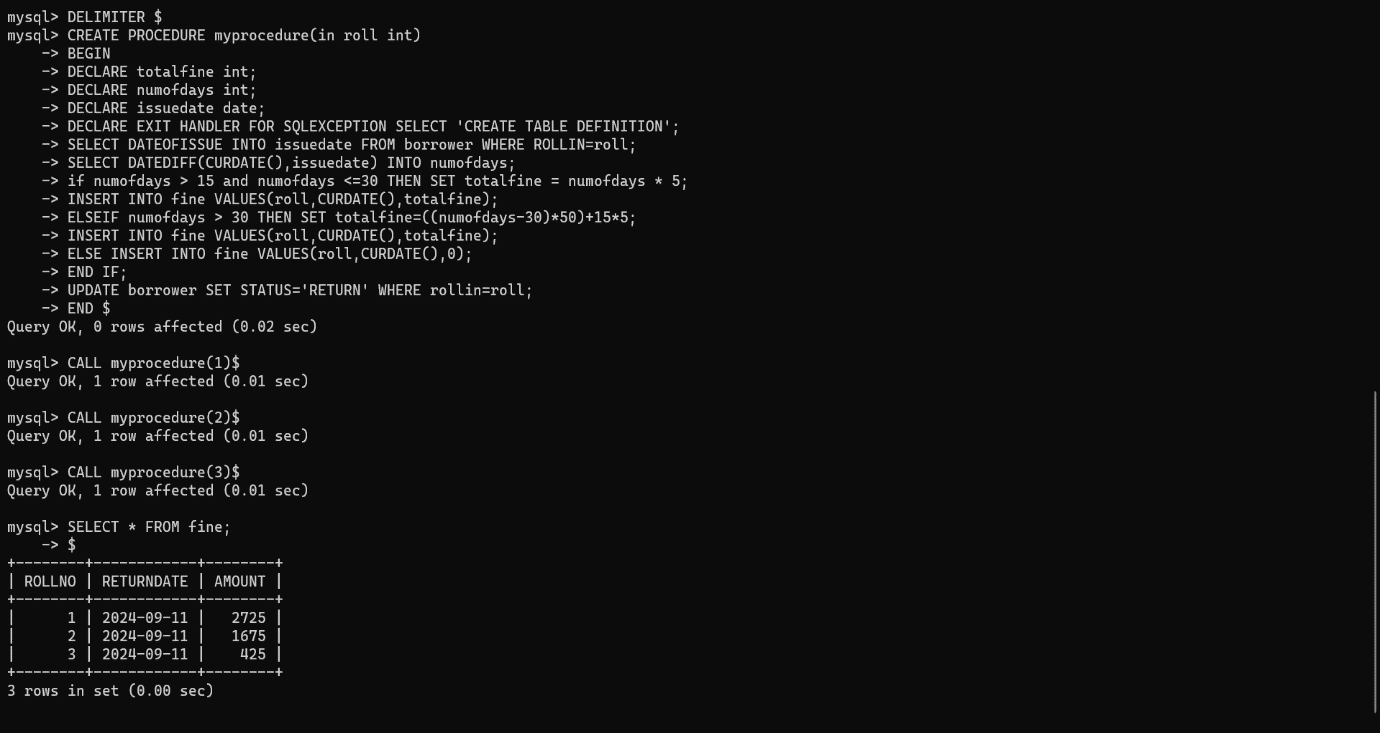 mysql> DELIMITER $
mysql> CREATE PROCEDURE myprocedure(in roll int)
    -> BEGIN
    -> DECLARE totalfine int;
    -> DECLARE numofdays int;
    -> DECLARE issuedate date;
    -> DECLARE EXIT HANDLER FOR SQLEXCEPTION SELECT 'CREATE TABLE DEFINITION';
    -> SELECT DATEOFISSUE INTO issuedate FROM borrower WHERE ROLLIN=roll;
    -> SELECT DATEDIFF(CURDATE(),issuedate) INTO numofdays;
    -> if numofdays > 15 and numofdays <=30 THEN SET totalfine = numofdays * 5;
    -> INSERT INTO fine VALUES(roll,CURDATE(),totalfine);
    -> ELSEIF numofdays > 30 THEN SET totalfine=((numofdays-30)*50)+15*5;
    -> INSERT INTO fine VALUES(roll,CURDATE(),totalfine);
    -> ELSE INSERT INTO fine VALUES(roll,CURDATE(),0);
    -> END IF;
    -> UPDATE borrower SET STATUS='RETURN' WHERE rollin=roll;
    -> END $
Query OK, 0 rows affected (0.02 sec)

mysql> CALL myprocedure(1)$
Query OK, 1 row affected (0.01 sec)

mysql> CALL myprocedure(2)$
Query OK, 1 row affected (0.01 sec)

mysql> CALL myprocedure(3)$
Query OK, 1 row affected (0.01 sec)

mysql> SELECT * FROM fine;
    -> $
+--------+------------+--------+
| ROLLNO | RETURNDATE | AMOUNT |
+--------+------------+--------+
|      1 | 2024-09-11 |   2725 |
|      2 | 2024-09-11 |   1675 |
|      3 | 2024-09-11 |    425 |
+--------+------------+--------+
3 rows in set (0.00 sec)